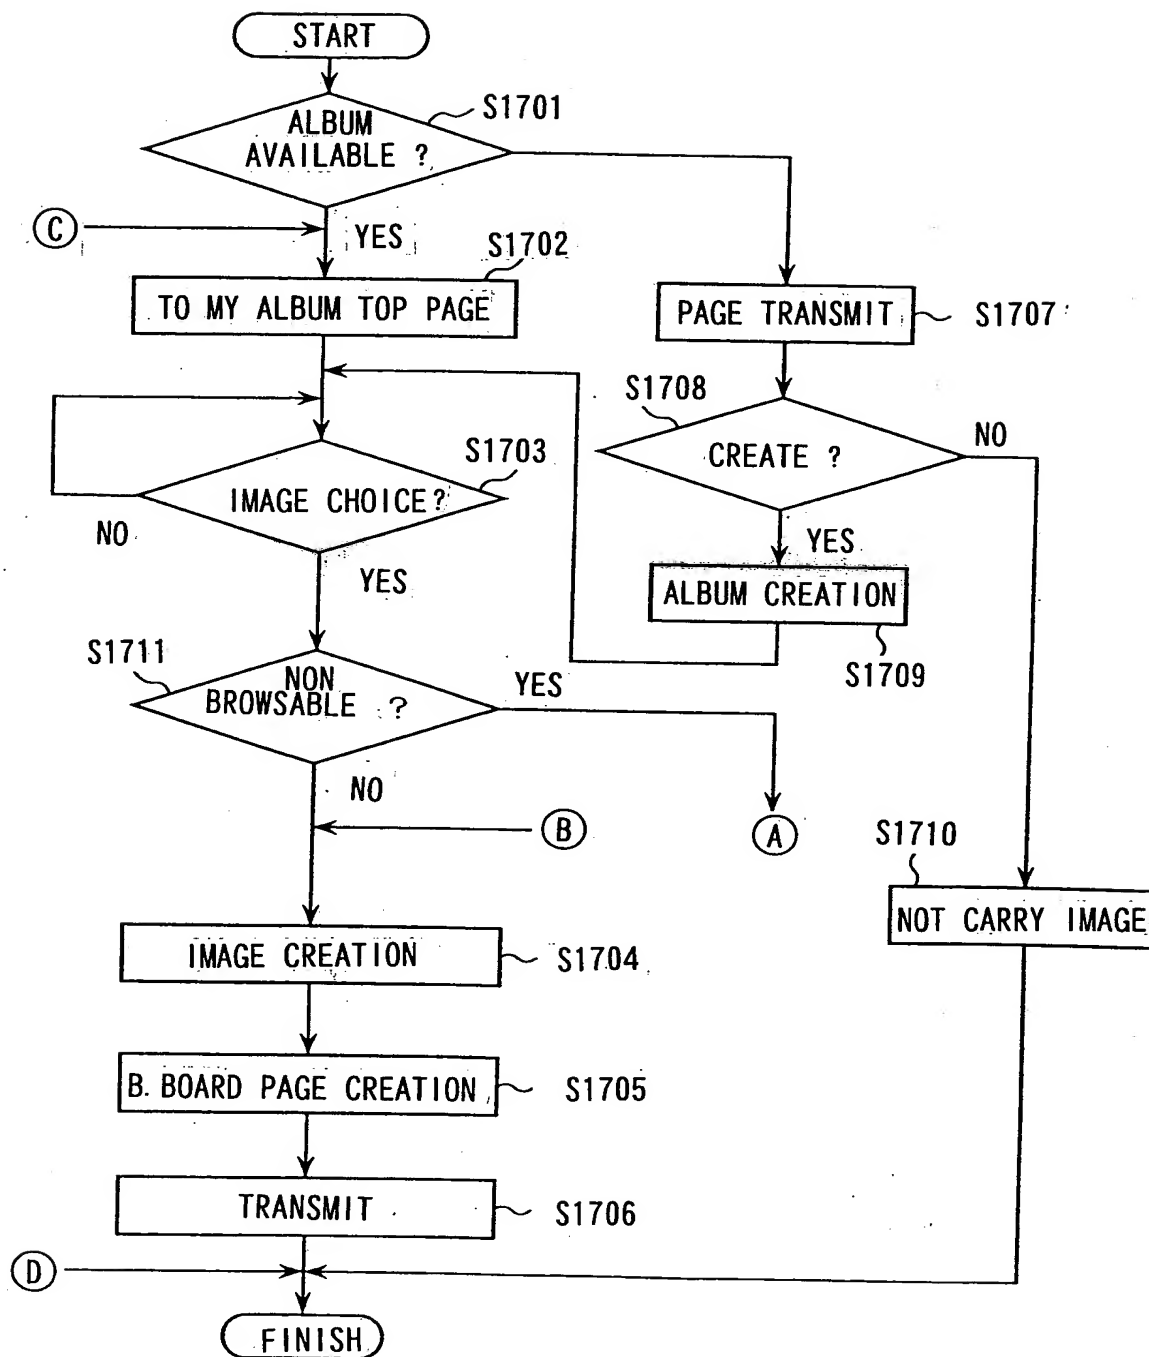 START
S1701
ALBUM
AVAILABLE ?
C
YES
S1702
TO MY ALBUM TOP PAGE
PAGE TRANSMIT
S1707
S1708
CREATE ?
NO
S1703
IMAGE CHOICE?
NO
YES
YES
ALBUM CREATION
S1709
S1711
NON
BROWSABLE ?
YES
NO
B
A
S1710
NOT CARRY IMAGE
IMAGE CREATION
S1704
B. BOARD PAGE CREATION
S1705
TRANSMIT
S1706
D
FINISH